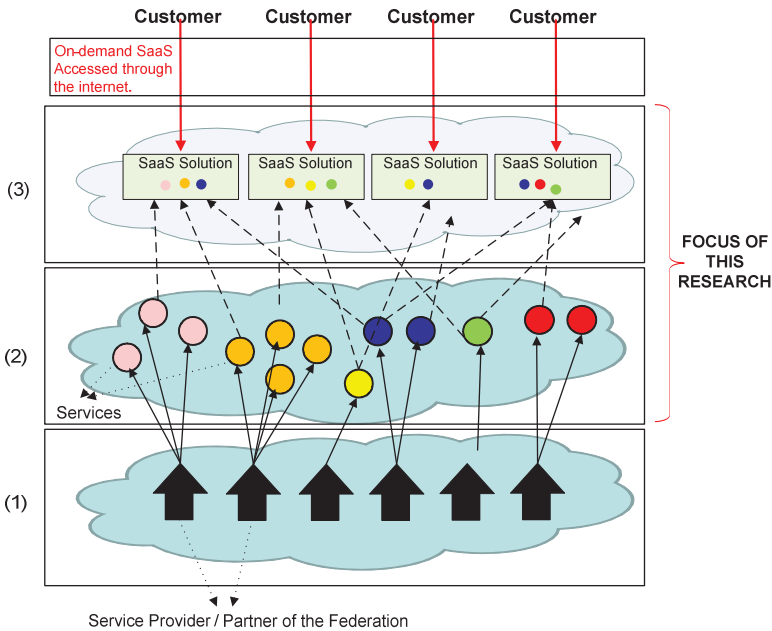 Customer Customer Customer Customer
On-demand SaaS
Accessed through
the internet.
(3)
SaaS Solution SaaS Solution SaaS Solution SaaS Solution
FOCUS OF
THIS
RESEARCH
(2)
Services
(1)
Service Provider / Partner of the Federation